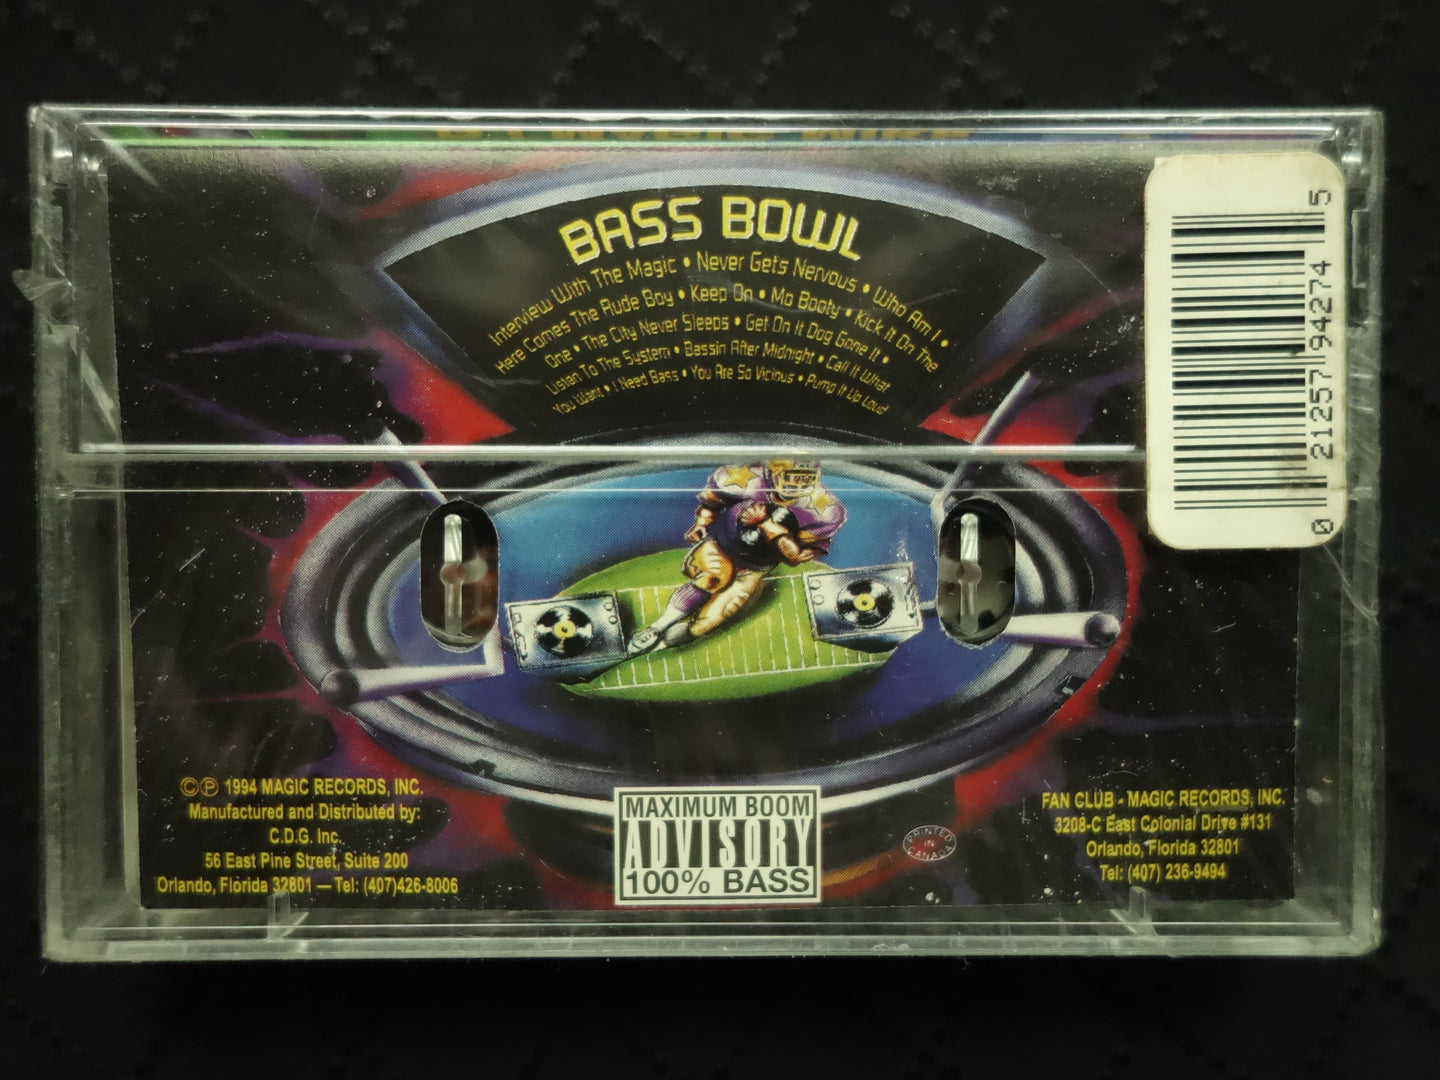 BASS BOWL
Interview With The Magic • Never Gets Nervous • Who Am I •
Here Comes The Rude Boy • Keep On • Mo Booty • Kick It On The
One • The City Never Sleeps • Get On It Dog Gone It •
Listen To The System • Bassin After Midnight • Call It What
You Want • I Need Bass • You Are So Vicious • Pump It Up Loud
0 21257 94274 5
©℗ 1994 MAGIC RECORDS, INC.
Manufactured and Distributed by:
C.D.G. Inc.
56 East Pine Street, Suite 200
Orlando, Florida 32801 — Tel: (407)426-8006
MAXIMUM BOOM
ADVISORY
100% BASS
PRINTED
IN
CANADA
FAN CLUB - MAGIC RECORDS, INC.
3208-C East Colonial Drive #131
Orlando, Florida 32801
Tel: (407) 236-9494